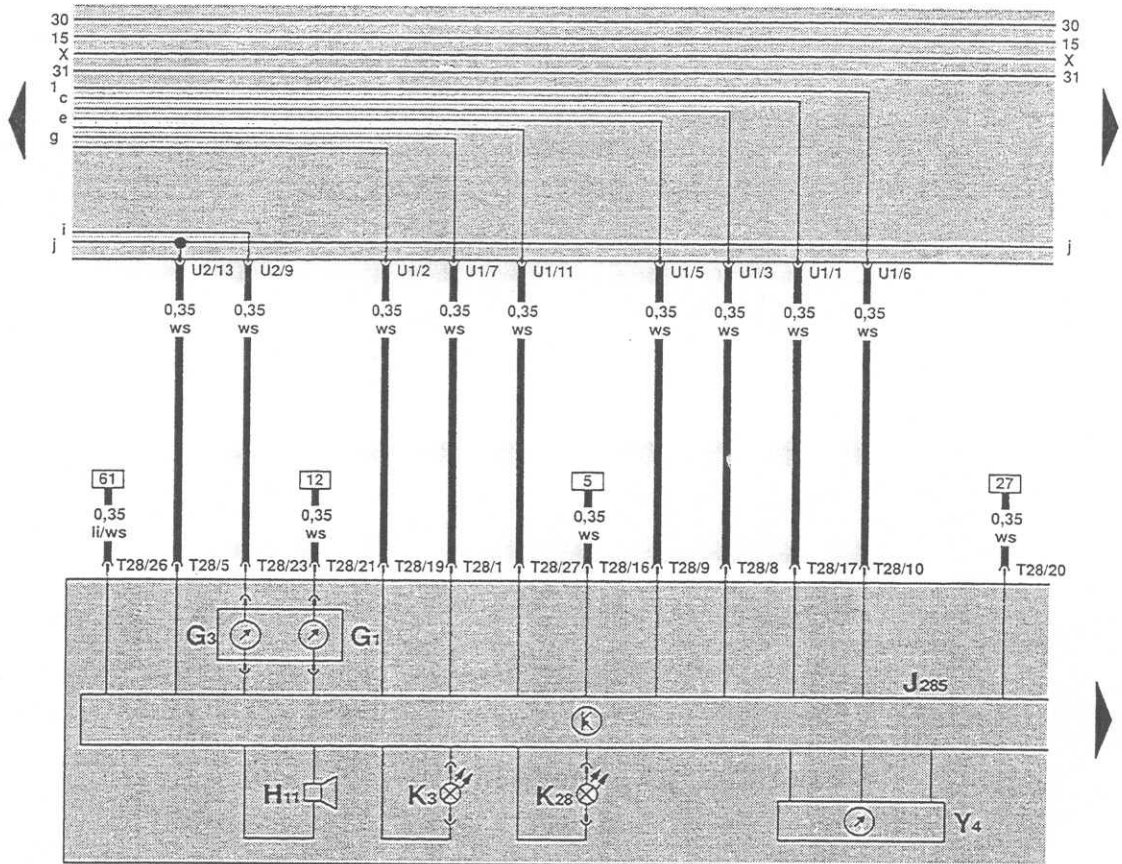 30 30
15 15
X X
31 31
1
c
e
g
i
j j
U2/13 U2/9 U1/2 U1/7 U1/11 U1/5 U1/3 U1/1 U1/6
0,35 0,35 0,35 0,35 0,35 0,35 0,35 0,35 0,35
ws ws ws ws ws ws ws ws ws
61 12 5 27
0,35 0,35 0,35 0,35
li/ws ws ws ws
T28/26 T28/5 T28/23 T28/21 T28/19 T28/1 T28/27 T28/16 T28/9 T28/8 T28/17 T28/10 T28/20
G3 G1
J285
K
H11 K3 K28 Y4